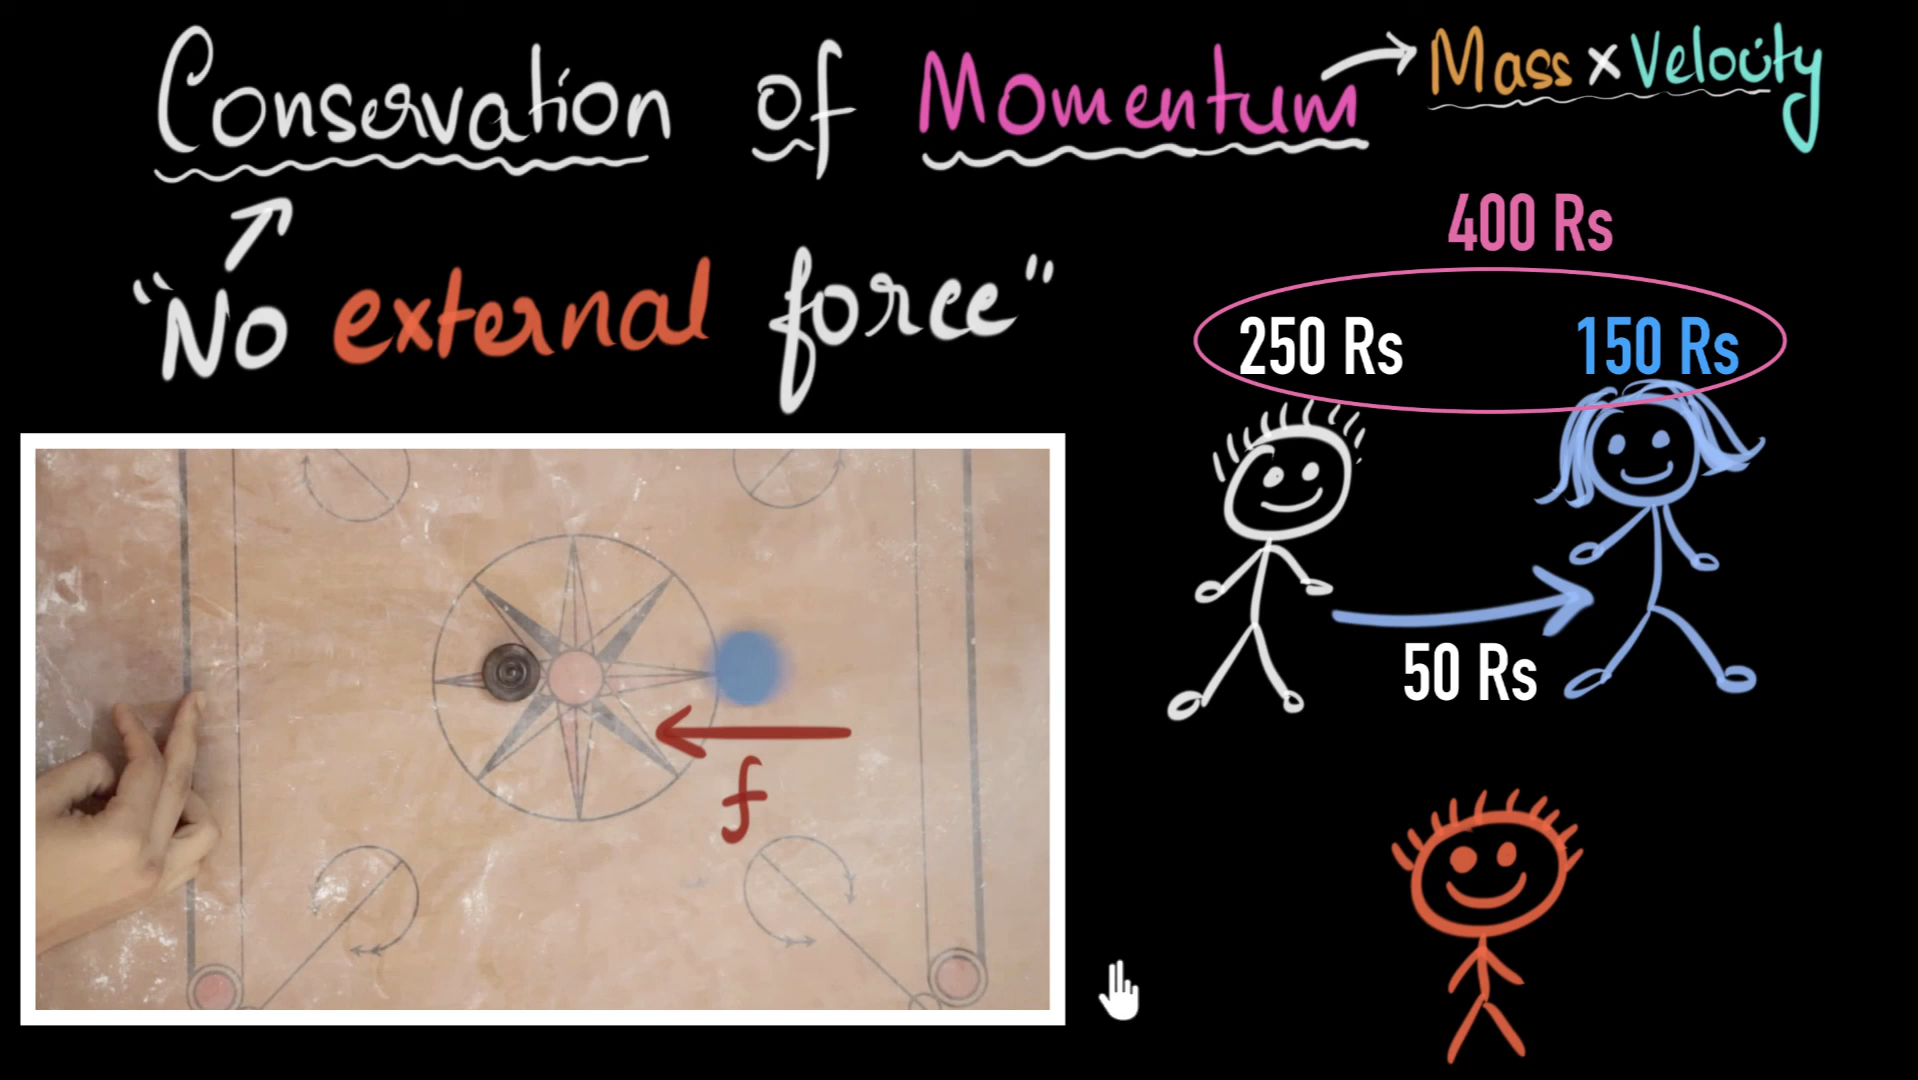 Conservation of Momentum → Mass x Velocity
"No external force"
400 Rs
250 Rs 150 Rs
50 Rs
f